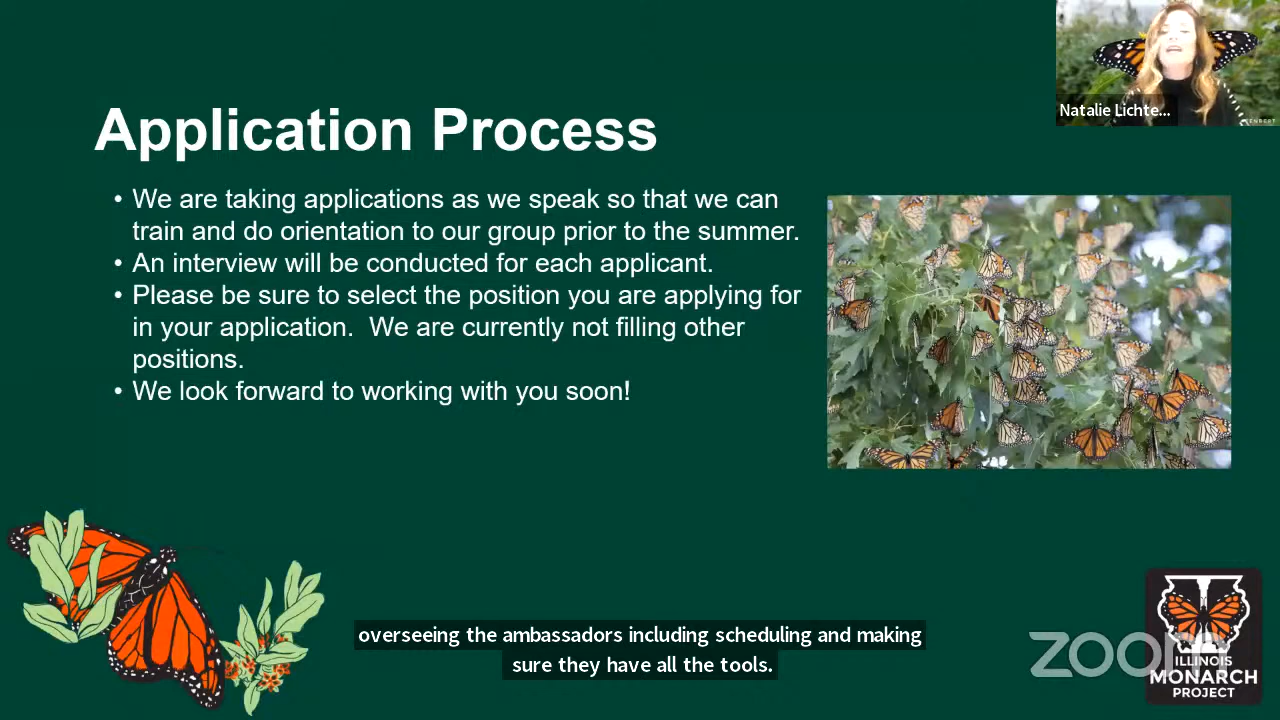 Natalie Lichte...
Application Process
• We are taking applications as we speak so that we can
train and do orientation to our group prior to the summer.
• An interview will be conducted for each applicant.
• Please be sure to select the position you are applying for
in your application.  We are currently not filling other
positions.
• We look forward to working with you soon!
overseeing the ambassadors including scheduling and making
sure they have all the tools.
zoom
ILLINOIS
MONARCH
PROJECT